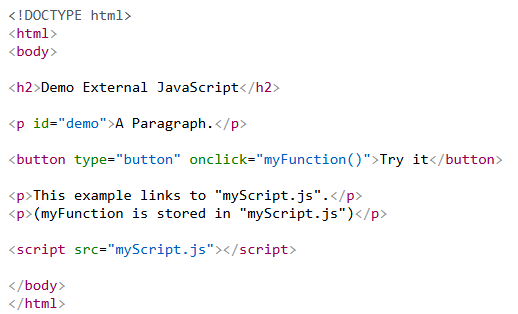 <!DOCTYPE html>
<html>
<body>
<h2>Demo External JavaScript</h2>
<p id="demo">A Paragraph.</p>
<button type="button" onclick="myFunction()">Try it</button>
<p>This example links to "myScript.js".</p>
<p>(myFunction is stored in "myScript.js")</p>
<script src="myScript.js"></script>
</body>
</html>